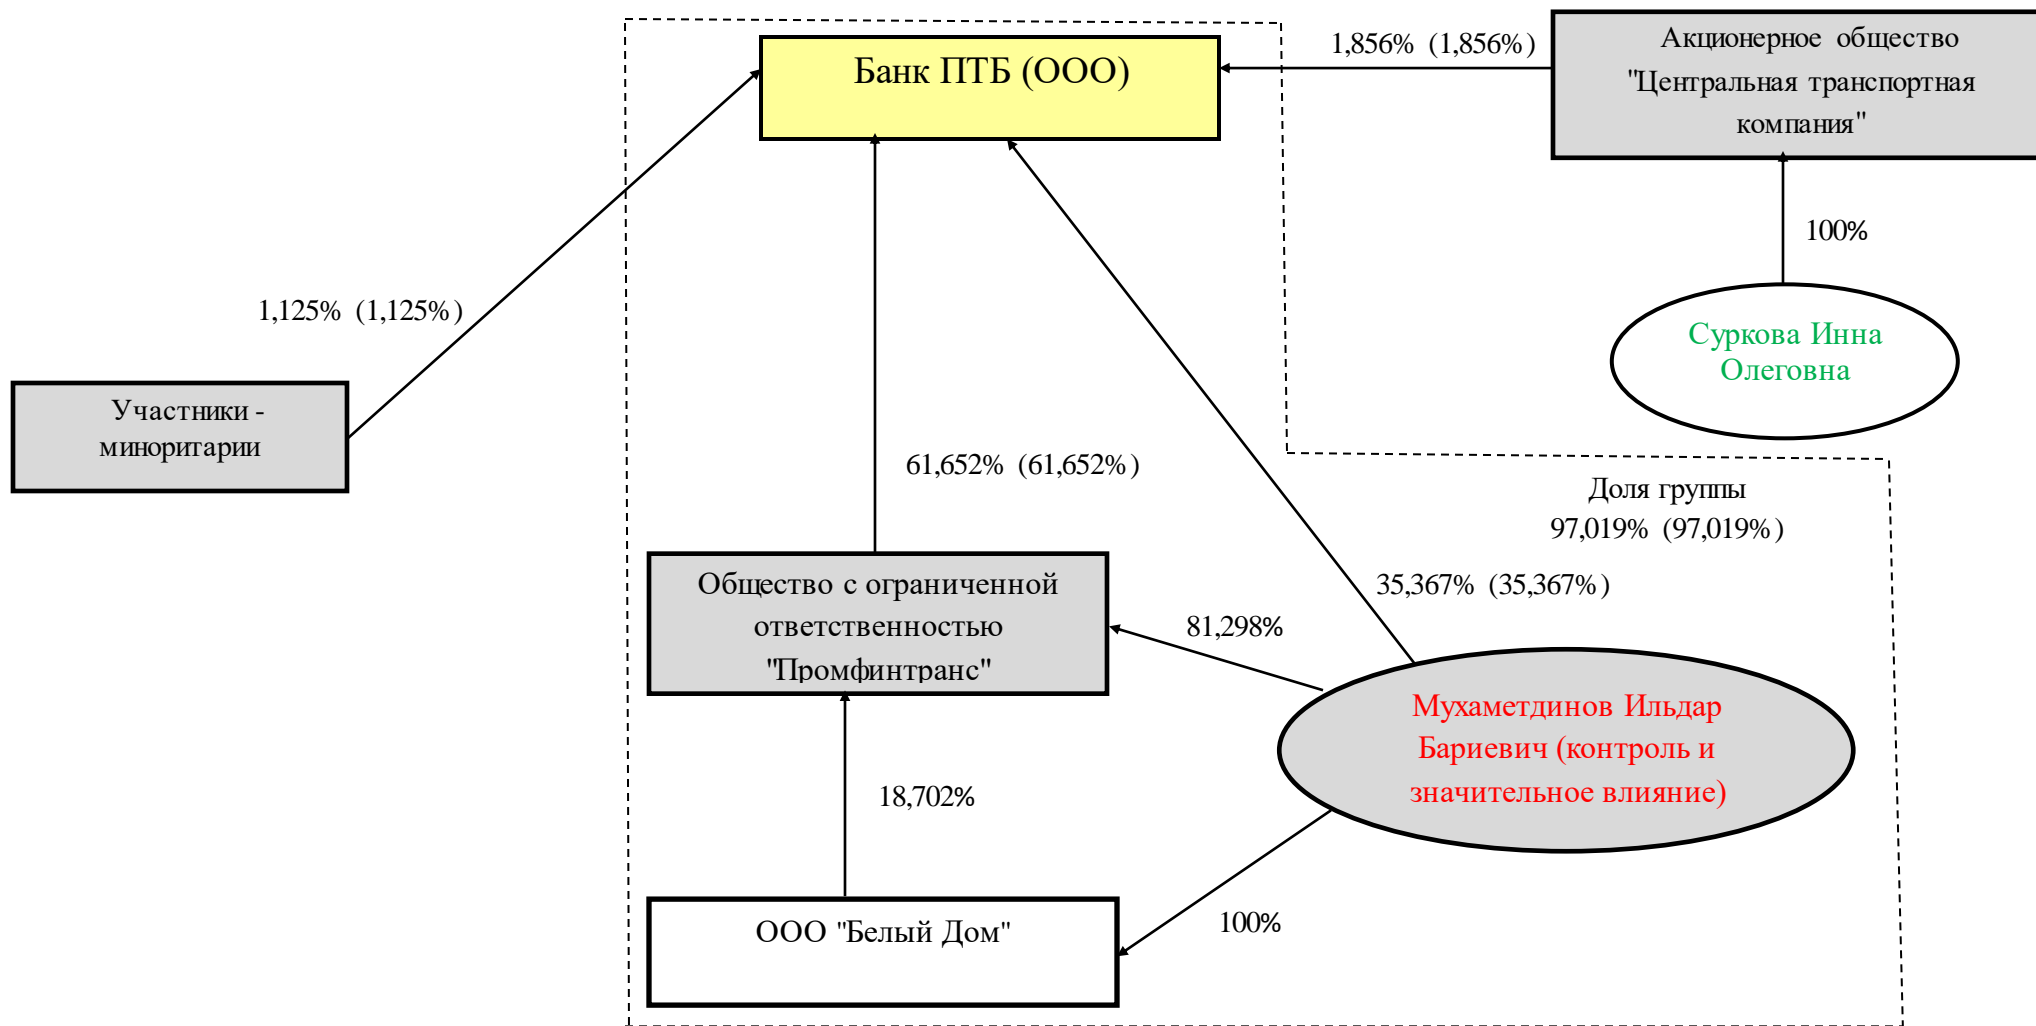 Банк ПТБ (ООО)
1,856% (1,856%)
Акционерное общество
"Центральная транспортная
компания"
100%
Суркова Инна
Олеговна
1,125% (1,125%)
Участники -
миноритарии
61,652% (61,652%)
Доля группы
97,019% (97,019%)
35,367% (35,367%)
Общество с ограниченной
ответственностью
"Промфинтранс"
81,298%
Мухаметдинов Ильдар
Бариевич (контроль и
значительное влияние)
18,702%
ООО "Белый Дом"
100%